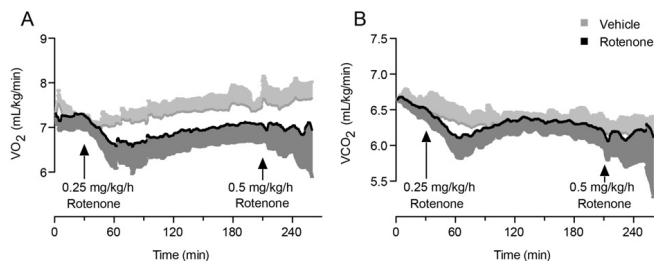 A
B
Vehicle
Rotenone
9
8
7
6
VO2 (mL/kg/min)
0.25 mg/kg/h
Rotenone
0.5 mg/kg/h
Rotenone
0 60 120 180 240
Time (min)
7.5
7.0
6.5
6.0
5.5
VCO2 (mL/kg/min)
0.25 mg/kg/h
Rotenone
0.5 mg/kg/h
Rotenone
0 60 120 180 240
Time (min)